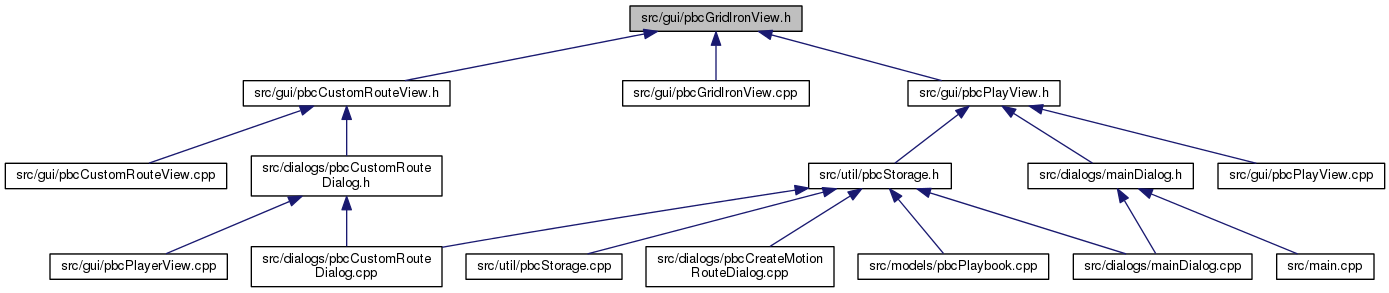 src/gui/pbcGridIronView.h
src/gui/pbcCustomRouteView.h
src/gui/pbcGridIronView.cpp
src/gui/pbcPlayView.h
src/gui/pbcCustomRouteView.cpp
src/dialogs/pbcCustomRoute
Dialog.h
src/util/pbcStorage.h
src/dialogs/mainDialog.h
src/gui/pbcPlayView.cpp
src/gui/pbcPlayerView.cpp
src/dialogs/pbcCustomRoute
Dialog.cpp
src/util/pbcStorage.cpp
src/dialogs/pbcCreateMotion
RouteDialog.cpp
src/models/pbcPlaybook.cpp
src/dialogs/mainDialog.cpp
src/main.cpp